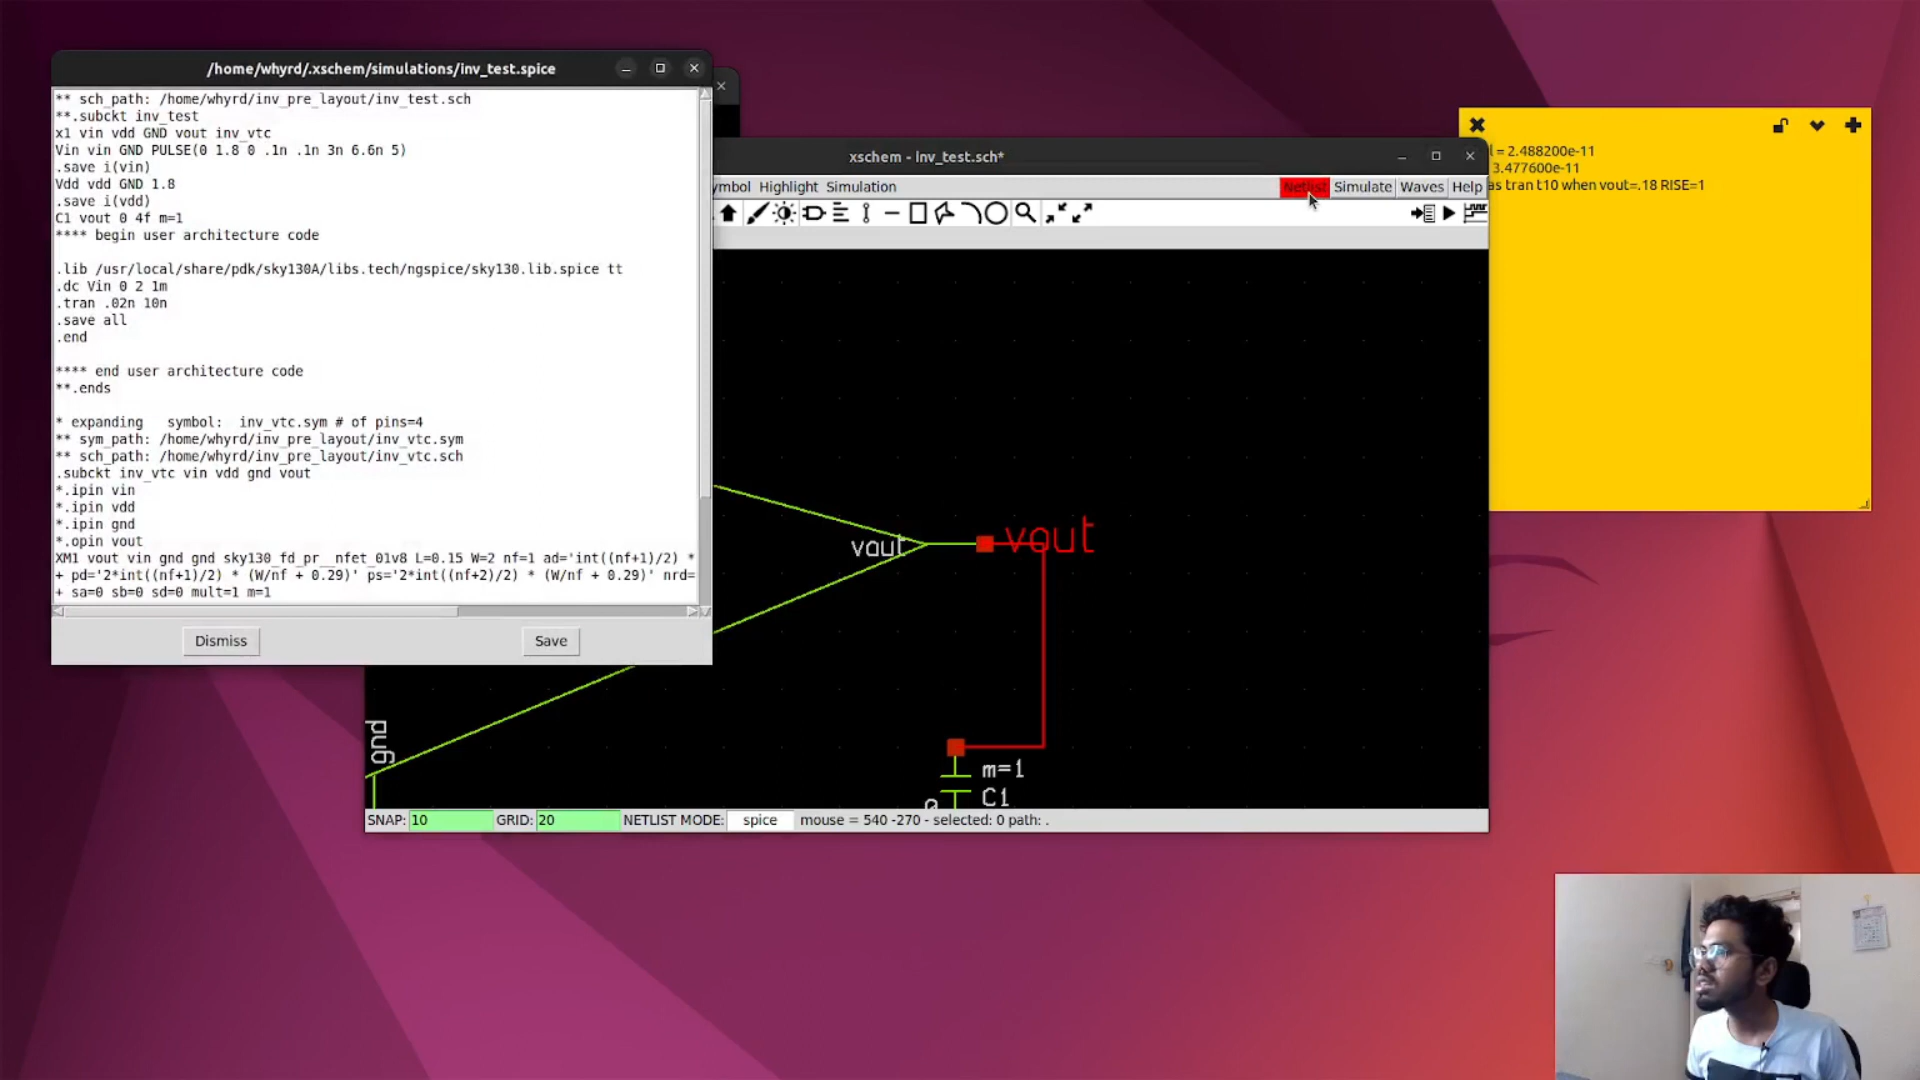 /home/whyrd/.xschem/simulations/inv_test.spice
** sch_path: /home/whyrd/inv_pre_layout/inv_test.sch
**.subckt inv_test
x1 vin vdd GND vout inv_vtc
Vin vin GND PULSE(0 1.8 0 .1n .1n 3n 6.6n 5)
.save i(vin)
Vdd vdd GND 1.8
.save i(vdd)
C1 vout 0 4f m=1
**** begin user architecture code
.lib /usr/local/share/pdk/sky130A/libs.tech/ngspice/sky130.lib.spice tt
.dc Vin 0 2 1m
.tran .02n 10n
.save all
.end
**** end user architecture code
**.ends
* expanding   symbol:  inv_vtc.sym # of pins=4
** sym_path: /home/whyrd/inv_pre_layout/inv_vtc.sym
** sch_path: /home/whyrd/inv_pre_layout/inv_vtc.sch
.subckt inv_vtc vin vdd gnd vout
*.ipin vin
*.ipin vdd
*.ipin gnd
*.opin vout
XM1 vout vin gnd gnd sky130_fd_pr__nfet_01v8 L=0.15 W=2 nf=1 ad='int((nf+1)/2) *
+ pd='2*int((nf+1)/2) * (W/nf + 0.29)' ps='2*int((nf+2)/2) * (W/nf + 0.29)' nrd=
+ sa=0 sb=0 sd=0 mult=1 m=1
Dismiss Save
xschem - inv_test.sch*
ymbol Highlight Simulation Netlist Simulate Waves Help
vout vout
gnd
m=1
C1
SNAP: 10 GRID: 20 NETLIST MODE: spice mouse = 540 -270 - selected: 0 path: .
l = 2.488200e-11
3.477600e-11
as tran t10 when vout=.18 RISE=1